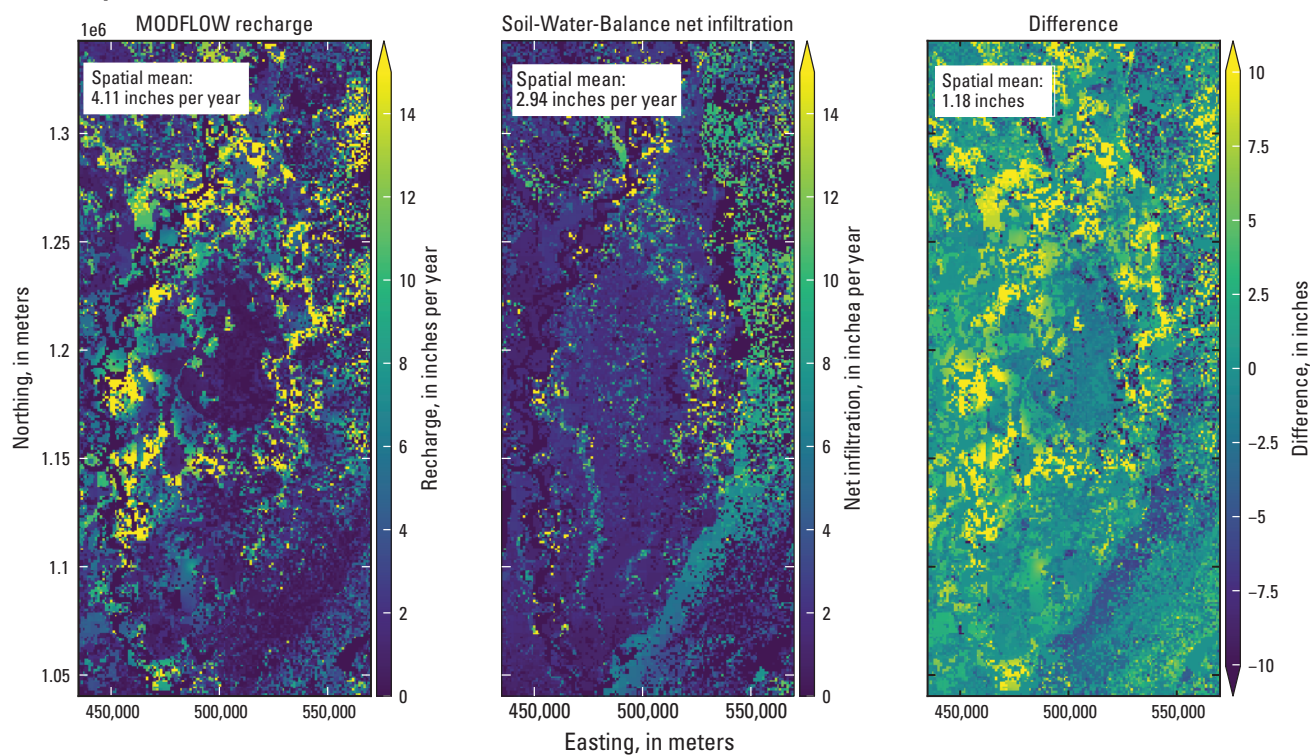 MODFLOW recharge
Soil-Water-Balance net infiltration
Difference
1e6
Spatial mean:
4.11 inches per year
Spatial mean:
2.94 inches per year
Spatial mean:
1.18 inches
1.3
1.25
1.2
1.15
1.1
1.05
Northing, in meters
14
12
10
8
6
4
2
0
Recharge, in inches per year
14
12
10
8
6
4
2
0
Net infiltration, in inchea per year
10
7.5
5
2.5
0
−2.5
−5
−7.5
−10
Difference, in inches
450,000
500,000
550,000
450,000
500,000
550,000
450,000
500,000
550,000
Easting, in meters